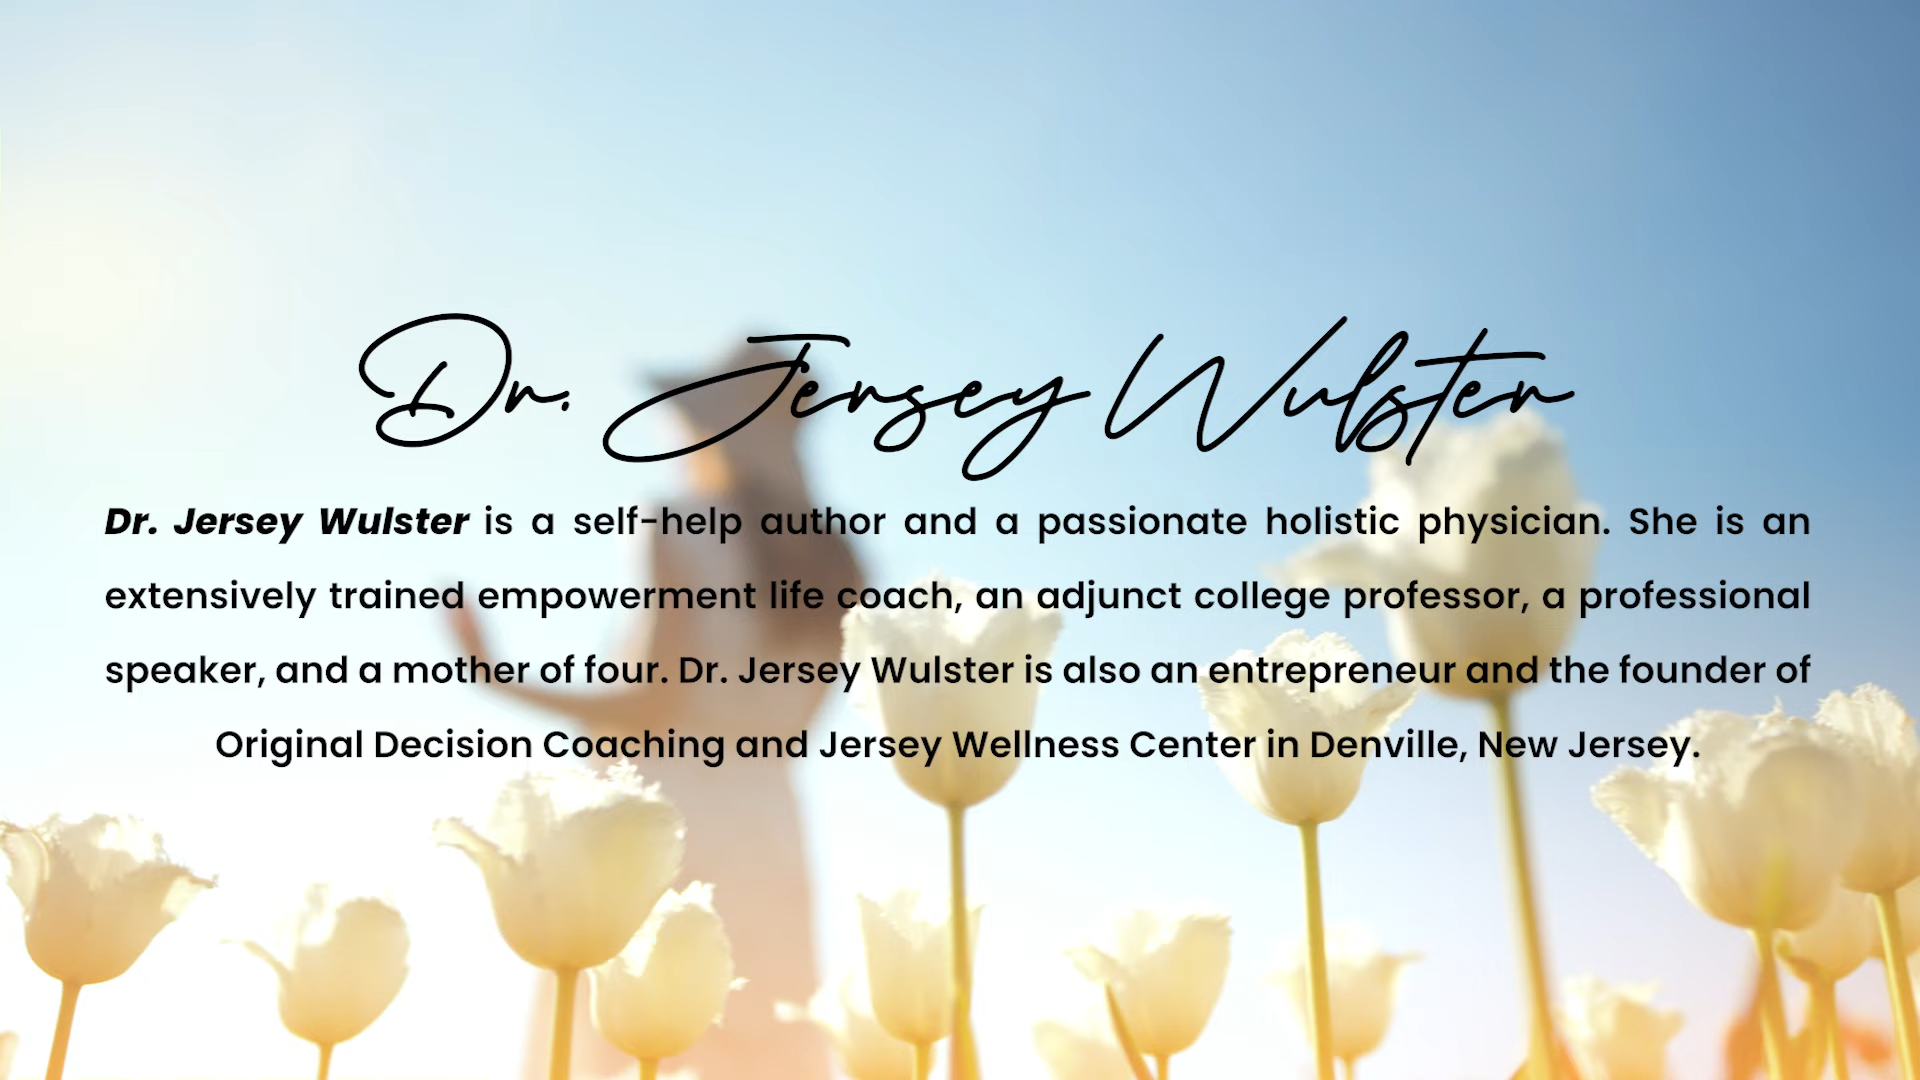 Dr. Jersey Wulster
Dr. Jersey Wulster is a self-help author and a passionate holistic physician. She is an
extensively trained empowerment life coach, an adjunct college professor, a professional
speaker, and a mother of four. Dr. Jersey Wulster is also an entrepreneur and the founder of
Original Decision Coaching and Jersey Wellness Center in Denville, New Jersey.